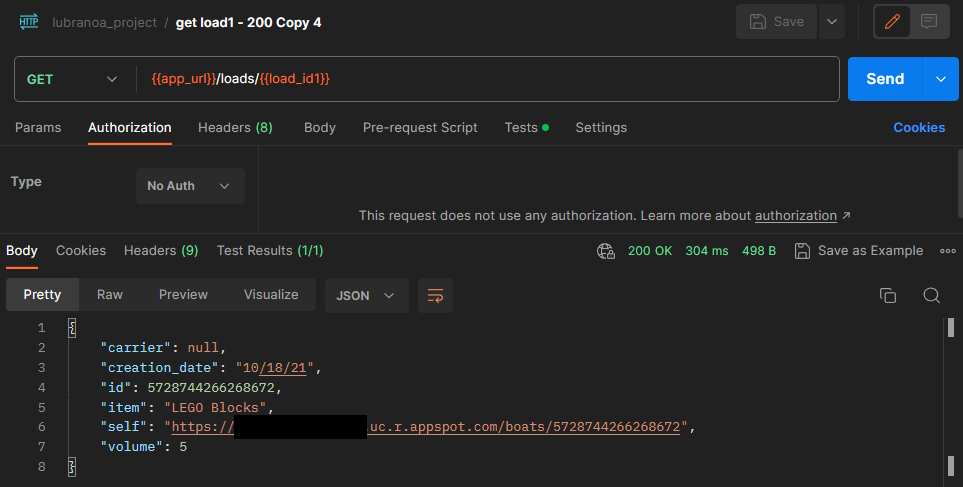 HTTP lubranoa_project / get load1 - 200 Copy 4 Save
GET {{app_url}}/loads/{{load_id1}} Send
Params Authorization Headers (8) Body Pre-request Script Tests Settings Cookies
Type No Auth
This request does not use any authorization. Learn more about authorization ↗
Body Cookies Headers (9) Test Results (1/1) 200 OK 304 ms 498 B Save as Example
Pretty Raw Preview Visualize JSON
1 {
2 "carrier": null,
3 "creation_date": "10/18/21",
4 "id": 5728744266268672,
5 "item": "LEGO Blocks",
6 "self": "https:// .uc.r.appspot.com/boats/5728744266268672",
7 "volume": 5
8 }